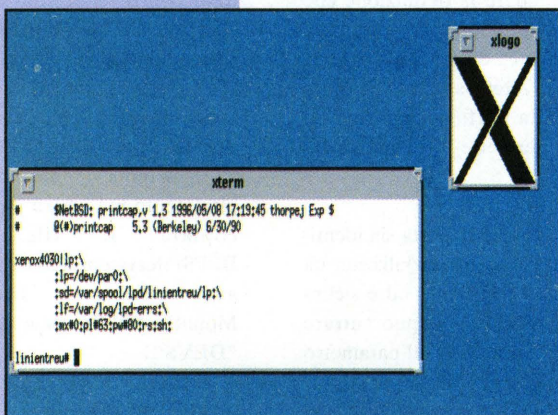 xlogo
xterm
# $NetBSD: printcap,v 1.3 1996/05/08 17:19:45 thorpej Exp $
# @(#)printcap 5.3 (Berkeley) 6/30/90
xerox4030|lp:\
:lp=/dev/par0:\
:sd=/var/spool/lpd/linientreu/lp:\
:lf=/var/log/lpd-errs:\
:mx#0:pl#63:pw#80:rs:sh:
linientreu#